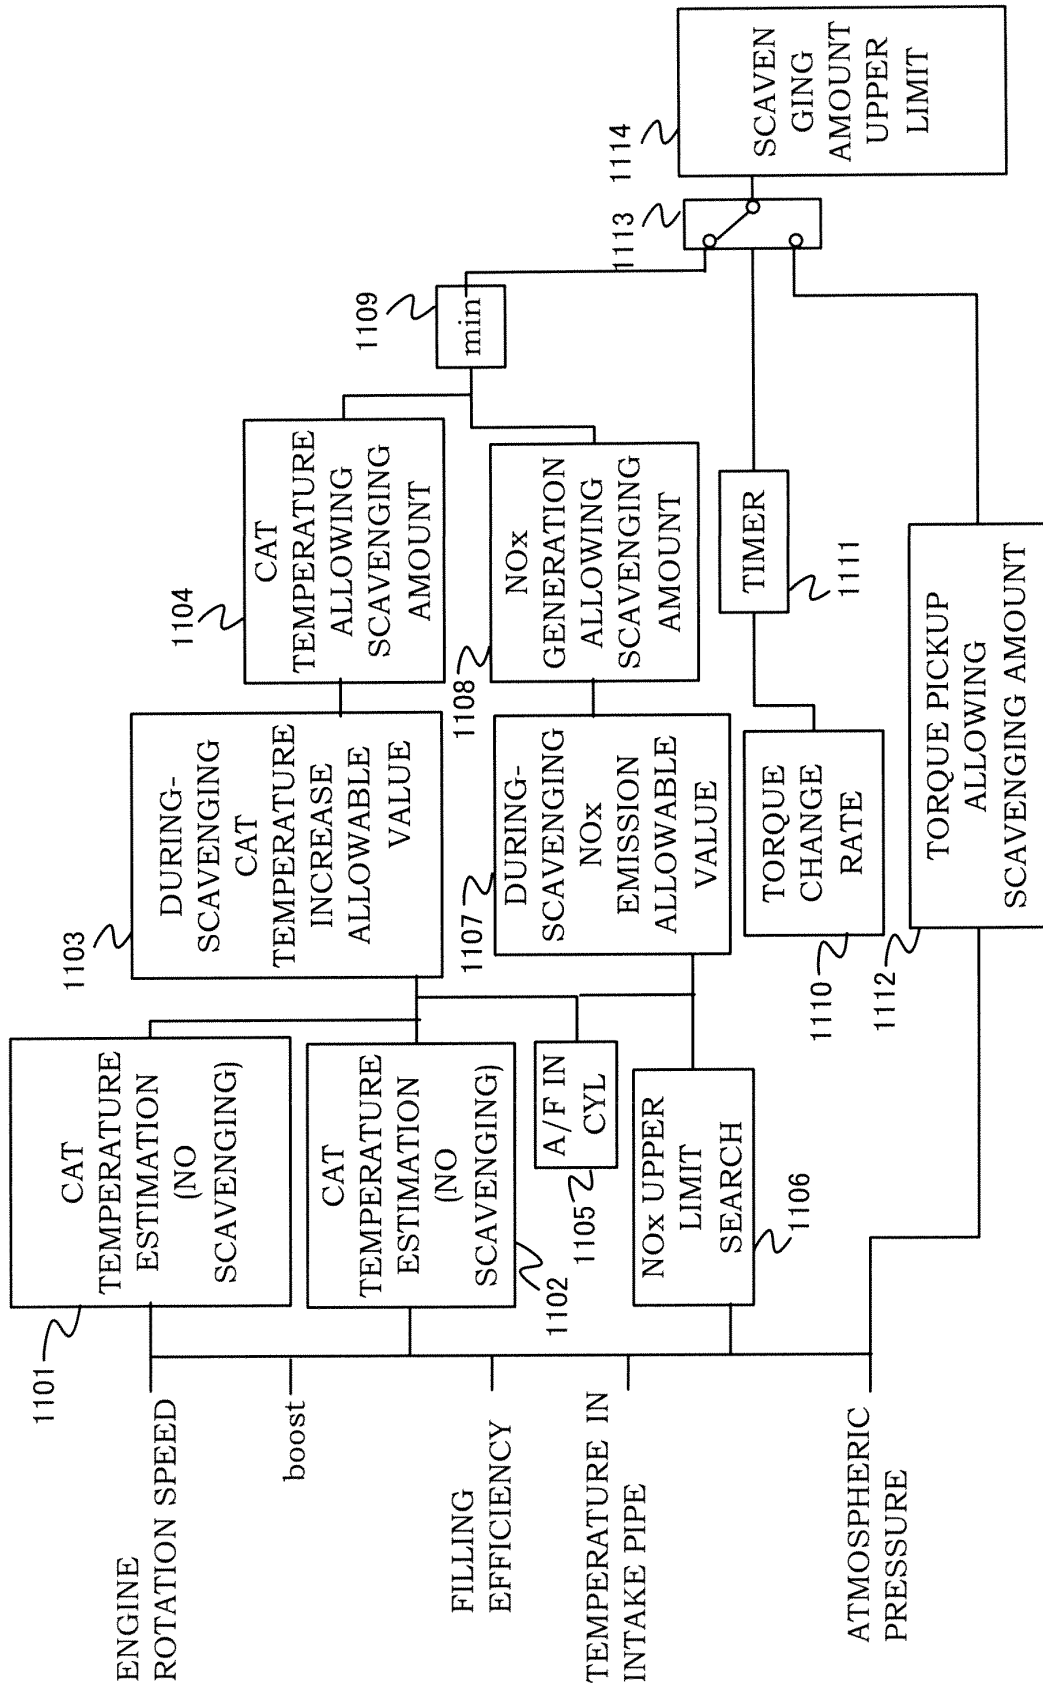 ENGINE
ROTATION SPEED
boost
FILLING
EFFICIENCY
TEMPERATURE IN
INTAKE PIPE
ATMOSPHERIC
PRESSURE
1101
CAT
TEMPERATURE
ESTIMATION
(NO
SCAVENGING)
CAT
TEMPERATURE
ESTIMATION
(NO
SCAVENGING)
1102
A/F IN
CYL
1105
NOx UPPER
LIMIT
SEARCH
1106
1103
DURING-
SCAVENGING
CAT
TEMPERATURE
INCREASE
ALLOWABLE
VALUE
1107
DURING-
SCAVENGING
NOx
EMISSION
ALLOWABLE
VALUE
TORQUE
CHANGE
RATE
1110
1112
TORQUE PICKUP
ALLOWING
SCAVENGING AMOUNT
1104
CAT
TEMPERATURE
ALLOWING
SCAVENGING
AMOUNT
1108
NOx
GENERATION
ALLOWING
SCAVENGING
AMOUNT
TIMER
1111
1109
min
1113
1114
SCAVEN
GING
AMOUNT
UPPER
LIMIT